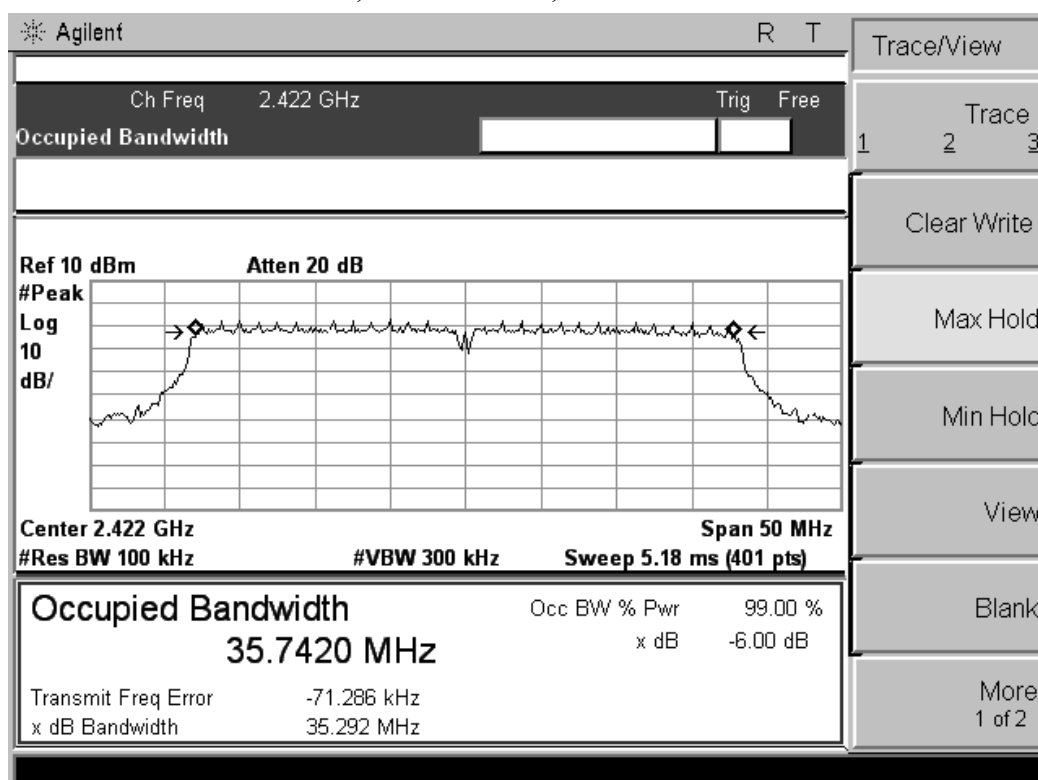 Agilent R T
Trace/View
Ch Freq 2.422 GHz Trig Free
Occupied Bandwidth
Trace
1 2 3
Clear Write
Ref 10 dBm Atten 20 dB
#Peak
Log
10
dB/
Max Hold
Min Hold
View
Center 2.422 GHz Span 50 MHz
#Res BW 100 kHz #VBW 300 kHz Sweep 5.18 ms (401 pts)
Occupied Bandwidth Occ BW % Pwr 99.00 %
35.7420 MHz x dB -6.00 dB
Blank
Transmit Freq Error -71.286 kHz
x dB Bandwidth 35.292 MHz
More
1 of 2